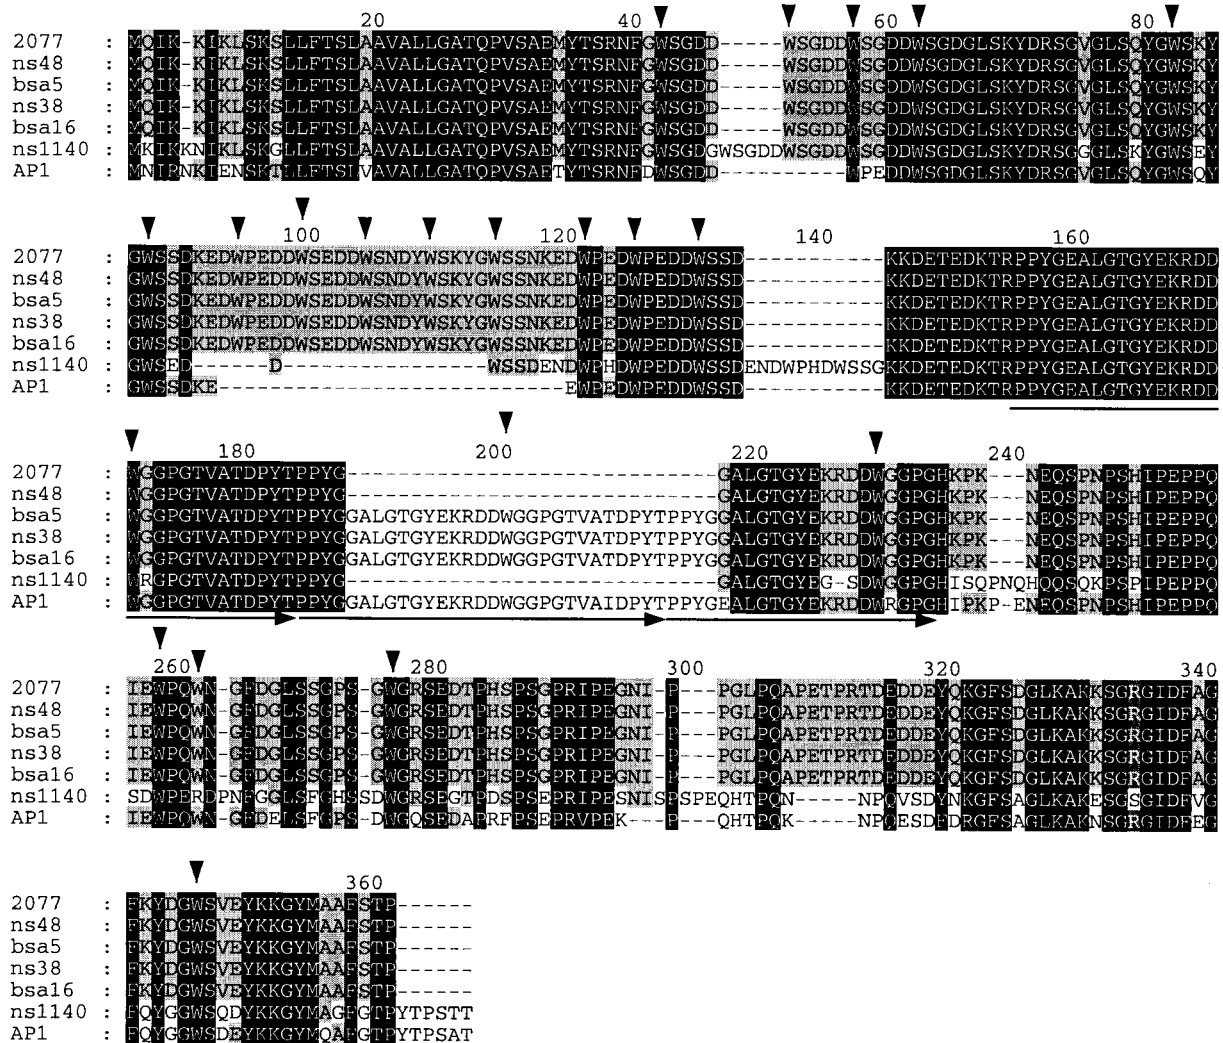 20 40 60 80
2077 : MQIK-KIKLSKSLLFTSLAAVALLGATQPVSAEMYTSRNFGWSGDD-----WSGDDWSGDDWSGDGLSKYDRSGVGLSQYGWSKY
ns48 : MQIK-KIKLSKSLLFTSLAAVALLGATQPVSAEMYTSRNFGWSGDD-----WSGDDWSGDDWSGDGLSKYDRSGVGLSQYGWSKY
bsa5 : MQIK-KIKLSKSLLFTSLAAVALLGATQPVSAEMYTSRNFGWSGDD-----WSGDDWSGDDWSGDGLSKYDRSGVGLSQYGWSKY
ns38 : MQIK-KIKLSKSLLFTSLAAVALLGATQPVSAEMYTSRNFGWSGDD-----WSGDDWSGDDWSGDGLSKYDRSGVGLSQYGWSKY
bsa16 : MQIK-KIKLSKSLLFTSLAAVALLGATQPVSAEMYTSRNFGWSGDD-----WSGDDWSGDDWSGDGLSKYDRSGVGLSQYGWSKY
ns1140 : MKIKKNIKLSKGLLFTSLAAVALLGATQPVSAEMYTSRNFGWSGDGWSGDDWSGDDWSGDDWSGDGLSKYDRSGGGLSKYGWSEY
AP1 : MNIRNKIENSKTLLFTSLVAVALLGATQPVSAETYTSRNFDWSGDD----------WPEDDWSGDGLSKYDRSGVGLSQYGWSQY
100 120 140 160
2077 : GWSSDKEDWPEDDWSEDDWSNDYWSKYGWSSNKEDWPEDWPEDDWSSD-----------KKDETEDKTRPPYGEALGTGYEKRDD
ns48 : GWSSDKEDWPEDDWSEDDWSNDYWSKYGWSSNKEDWPEDWPEDDWSSD-----------KKDETEDKTRPPYGEALGTGYEKRDD
bsa5 : GWSSDKEDWPEDDWSEDDWSNDYWSKYGWSSNKEDWPEDWPEDDWSSD-----------KKDETEDKTRPPYGEALGTGYEKRDD
ns38 : GWSSDKEDWPEDDWSEDDWSNDYWSKYGWSSNKEDWPEDWPEDDWSSD-----------KKDETEDKTRPPYGEALGTGYEKRDD
bsa16 : GWSSDKEDWPEDDWSEDDWSNDYWSKYGWSSNKEDWPEDWPEDDWSSD-----------KKDETEDKTRPPYGEALGTGYEKRDD
ns1140 : GWSED------D----------------WSSDENDWPHDWPEDDWSSDENDWPHDWSSGKKDETEDKTRPPYGEALGTGYEKRDD
AP1 : GWSSDKE---------------------------EWPEDWPEDDWSSD-----------KKDETEDKTRPPYGEALGTGYEKRDD
180 200 220 240
2077 : WGGPGTVATDPYTPPYG-----------------------------GALGTGYEKRDDWGGPGHKPK---NEQSPNPSHIPEPPQ
ns48 : WGGPGTVATDPYTPPYG-----------------------------GALGTGYEKRDDWGGPGHKPK---NEQSPNPSHIPEPPQ
bsa5 : WGGPGTVATDPYTPPYGGALGTGYEKRDDWGGPGTVATDPYTPPYGGALGTGYEKRDDWGGPGHKPK---NEQSPNPSHIPEPPQ
ns38 : WGGPGTVATDPYTPPYGGALGTGYEKRDDWGGPGTVATDPYTPPYGGALGTGYEKRDDWGGPGHKPK---NEQSPNPSHIPEPPQ
bsa16 : WGGPGTVATDPYTPPYGGALGTGYEKRDDWGGPGTVATDPYTPPYGGALGTGYEKRDDWGGPGHKPK---NEQSPNPSHIPEPPQ
ns1140 : WRGPGTVATDPYTPPYG-----------------------------GALGTGYEG-SDWGGPGHISQPNQHQQSQKPSPIPEPPQ
AP1 : WGGPGTVATDPYTPPYGGALGTGYEKRDDWGGPGTVAIDPYTPPYGEALGTGYEKRDDWRGPGHIPKP-ENEQSPNPSHIPEPPQ
260 280 300 320 340
2077 : IEWPQWN-GFDGLSSGPS-GWGRSEDTPHSPSGPRIPEGNI-P---PGLPQAPETPRTDEDDEYQKGFSDGLKAKKSGRGIDFAG
ns48 : IEWPQWN-GFDGLSSGPS-GWGRSEDTPHSPSGPRIPEGNI-P---PGLPQAPETPRTDEDDEYQKGFSDGLKAKKSGRGIDFAG
bsa5 : IEWPQWN-GFDGLSSGPS-GWGRSEDTPHSPSGPRIPEGNI-P---PGLPQAPETPRTDEDDEYQKGFSDGLKAKKSGRGIDFAG
ns38 : IEWPQWN-GFDGLSSGPS-GWGRSEDTPHSPSGPRIPEGNI-P---PGLPQAPETPRTDEDDEYQKGFSDGLKAKKSGRGIDFAG
bsa16 : IEWPQWN-GFDGLSSGPS-GWGRSEDTPHSPSGPRIPEGNI-P---PGLPQAPETPRTDEDDEYQKGFSDGLKAKKSGRGIDFAG
ns1140 : SDWPERDPNFGGLSFGHSSDWGRSEGTPDSPSEPRIPESNISPSPEQHTPQN-----NPQVSDYNKGFSAGLKAKESGSGIDFVG
AP1 : IEWPQWN-GFDELSFGPS-DWGQSEDAPRFPSEPRVPEK---P---QHTPQK-----NPQESDFDRGFSAGLKAKNSGRGIDFEG
360
2077 : FKYDGWSVEYKKGYMAAFSTP------
ns48 : FKYDGWSVEYKKGYMAAFSTP------
bsa5 : FKYDGWSVEYKKGYMAAFSTP------
ns38 : FKYDGWSVEYKKGYMAAFSTP------
bsa16 : FKYDGWSVEYKKGYMAAFSTP------
ns1140 : FQYGGWSQDYKKGYMAGFGTPYTPSTT
AP1 : FQYGGWSDEYKKGYMQAFGTPYTPSAT